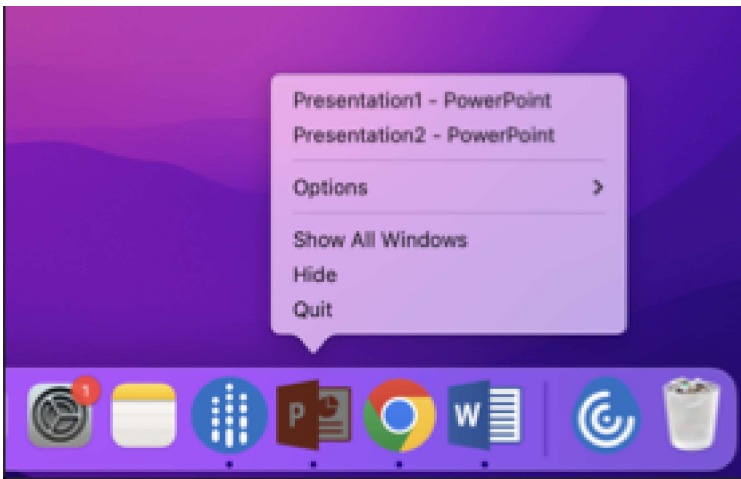 Presentation1 - PowerPoint
Presentation2 - PowerPoint
Options
Show All Windows
Hide
Quit
1
P
W